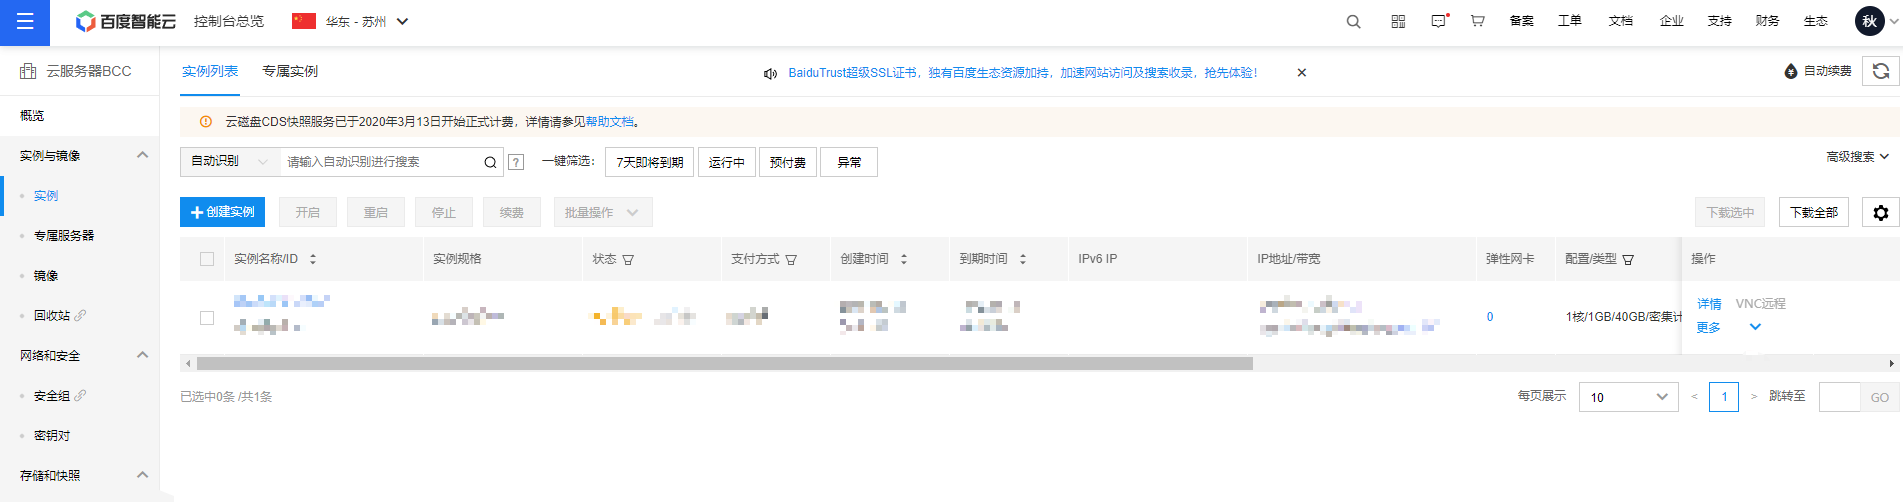 百度智能云 控制台总览 华东 - 苏州 备案 工单 文档 企业 支持 财务 生态 秋
云服务器BCC
实例列表 专属实例 BaiduTrust超级SSL证书，独有百度生态资源加持，加速网站访问及搜索收录，抢先体验！ 自动续费
概览
云磁盘CDS快照服务已于2020年3月13日开始正式计费，详情请参见帮助文档。
实例与镜像
自动识别 请输入自动识别进行搜索 ? 一键筛选： 7天即将到期 运行中 预付费 异常 高级搜索
实例
创建实例 开启 重启 停止 续费 批量操作 下载选中 下载全部
专属服务器
实例名称/ID 实例规格 状态 支付方式 创建时间 到期时间 IPv6 IP IP地址/带宽 弹性网卡 配置/类型 操作
镜像
回收站
0 1核/1GB/40GB/密集计 详情 VNC远程
更多
网络和安全
安全组
已选中0条 /共1条 每页展示 10 < 1 > 跳转至 GO
密钥对
存储和快照